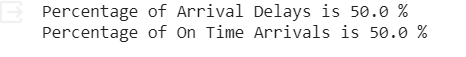 Percentage of Arrival Delays is 50.0 %
Percentage of On Time Arrivals is 50.0 %